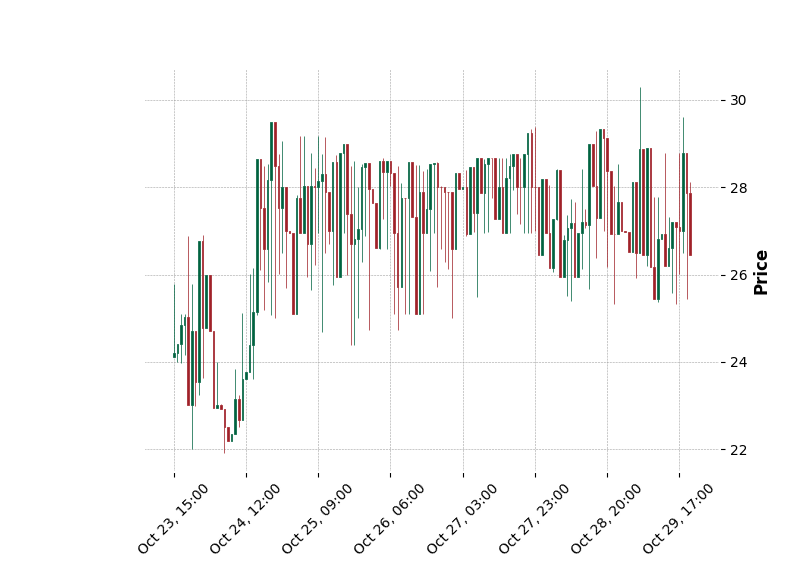 30
28
26
24
22
Price
Oct 23, 15:00
Oct 24, 12:00
Oct 25, 09:00
Oct 26, 06:00
Oct 27, 03:00
Oct 27, 23:00
Oct 28, 20:00
Oct 29, 17:00